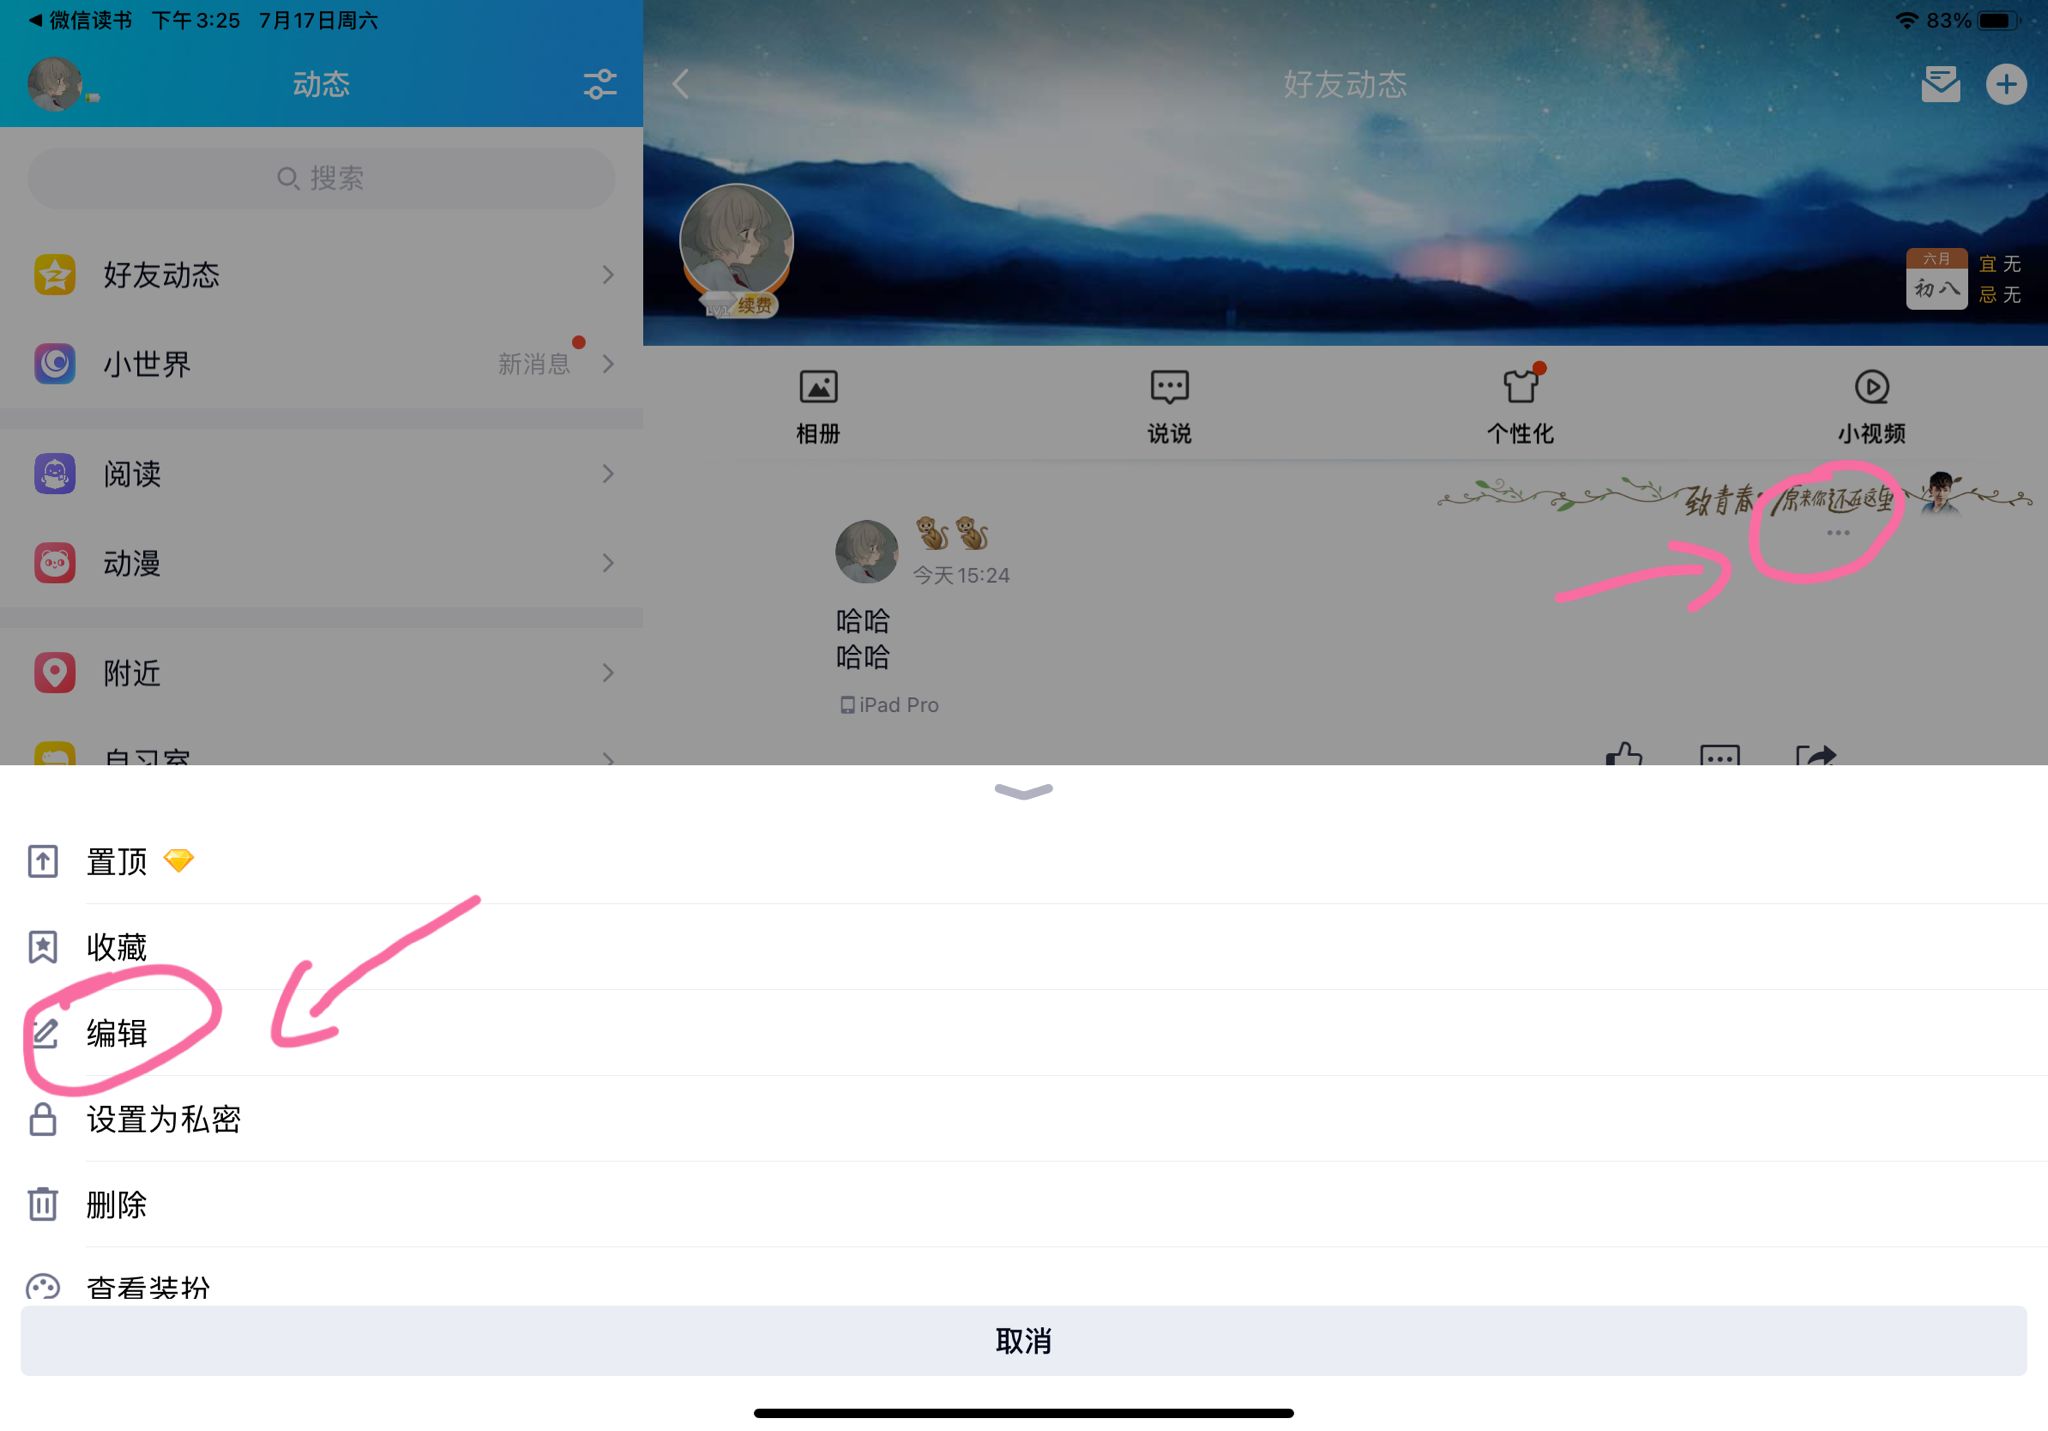 微信读书 下午3:25 7月17日周六
83%
动态
搜索
好友动态
小世界
新消息
阅读
动漫
附近
自习室
好友动态
LV1 续费
六月
初八
宜 无
忌 无
相册
说说
个性化
小视频
致青春·原来你还在这里
今天15:24
哈哈
哈哈
iPad Pro
置顶
收藏
编辑
设置为私密
删除
查看装扮
取消